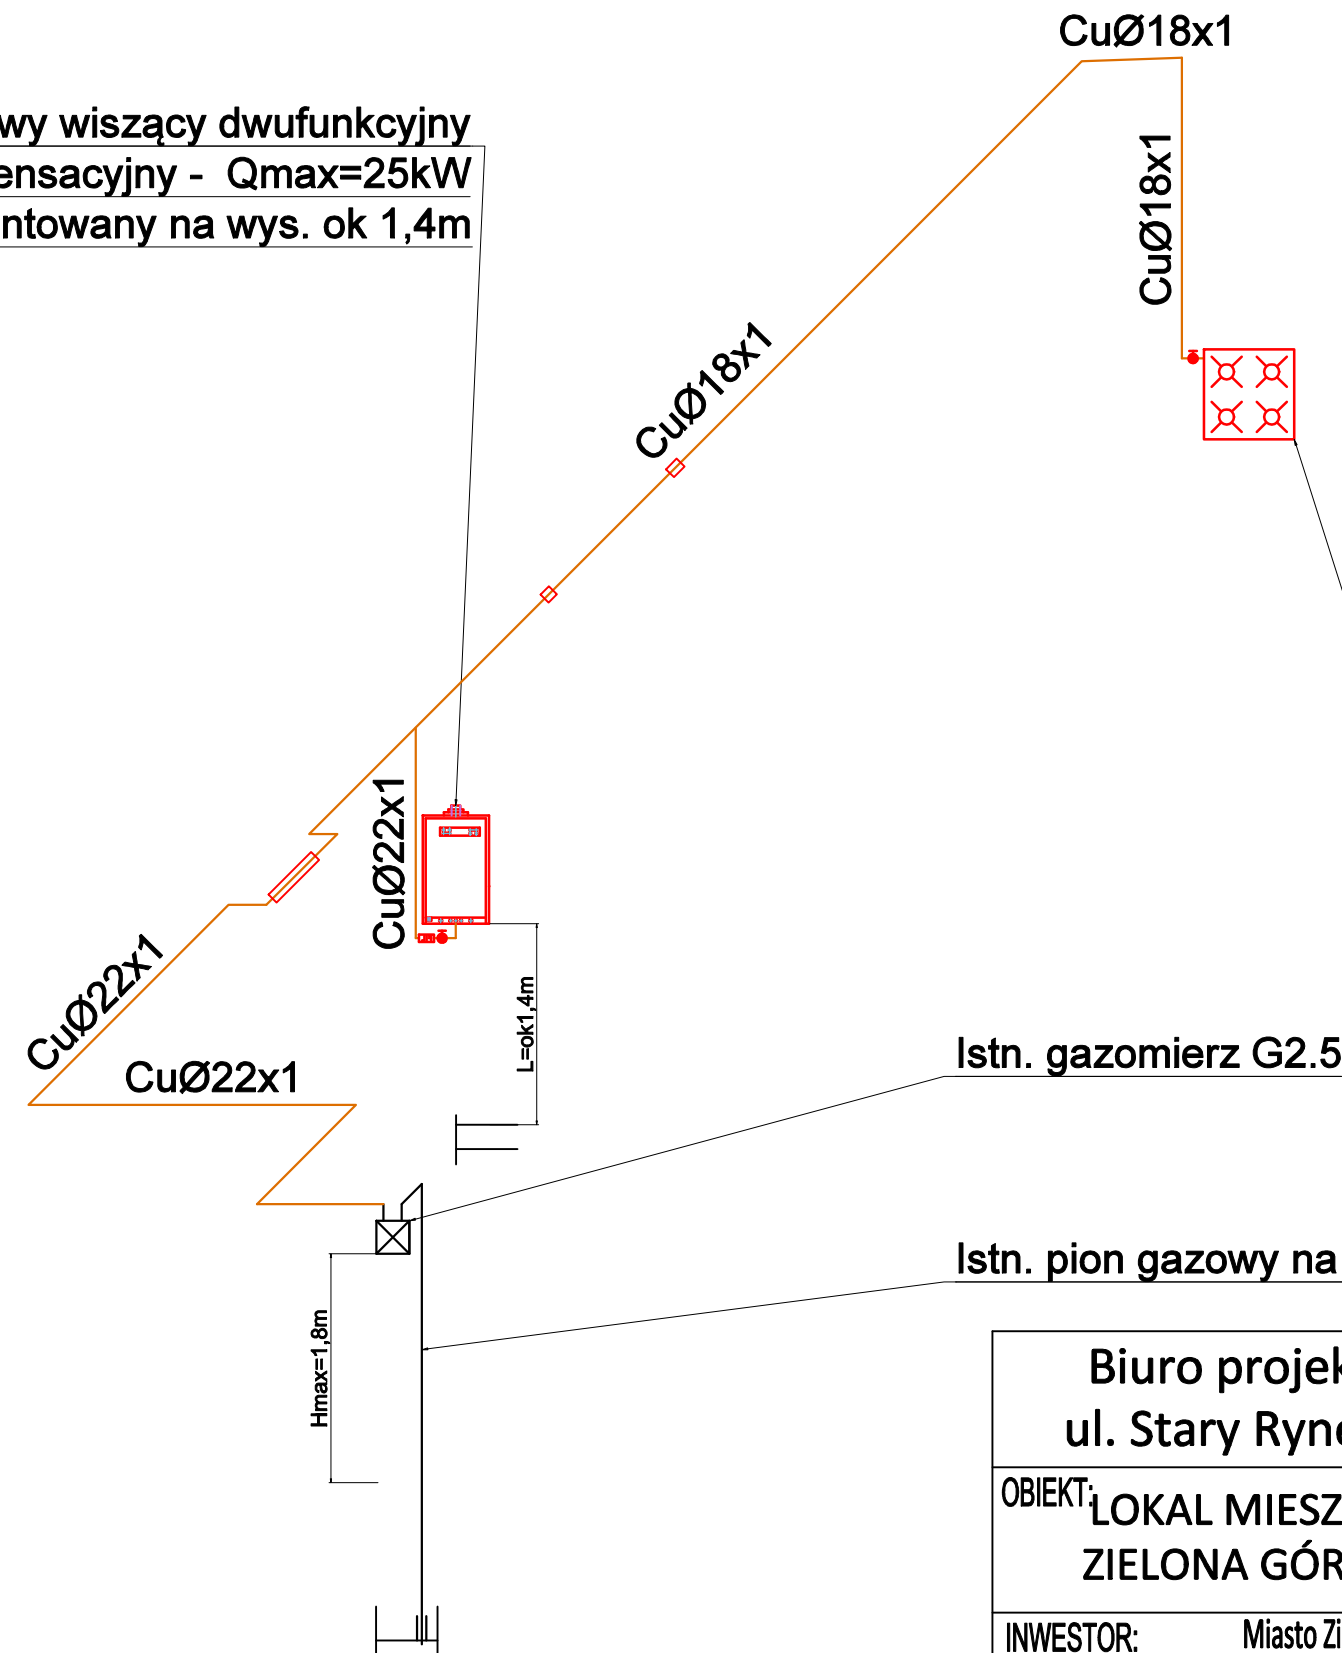 CuØ18x1
wy wiszący dwufunkcyjny
ensacyjny - Qmax=25kW
ntowany na wys. ok 1,4m
CuØ18x1
CuØ18x1
CuØ22x1
CuØ22x1
L=ok1,4m
CuØ22x1
Istn. gazomierz G2.5
Istn. pion gazowy na
Hmax=1,8m
Biuro projek
ul. Stary Ryne
OBIEKT:
LOKAL MIESZ
ZIELONA GÓR
INWESTOR: Miasto Zi